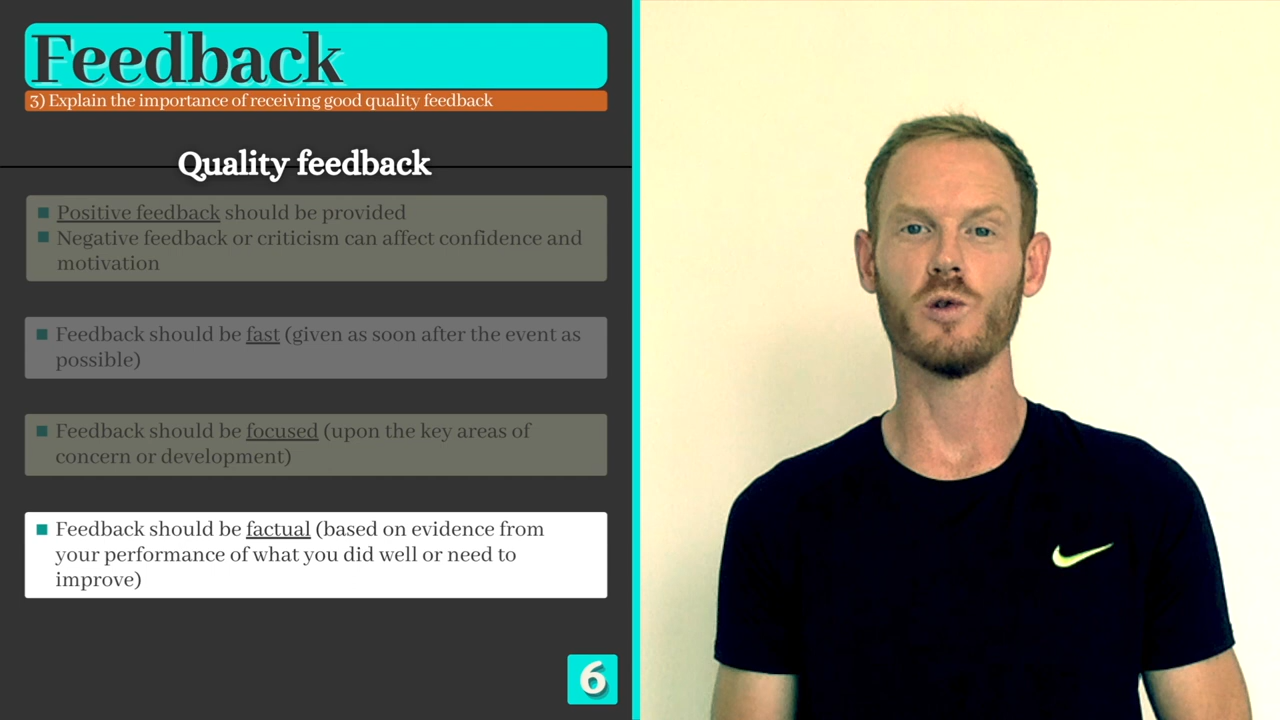 Feedback
3) Explain the importance of receiving good quality feedback
Quality feedback
Positive feedback should be provided
Negative feedback or criticism can affect confidence and
motivation
Feedback should be fast (given as soon after the event as
possible)
Feedback should be focused (upon the key areas of
concern or development)
Feedback should be factual (based on evidence from
your performance of what you did well or need to
improve)
6